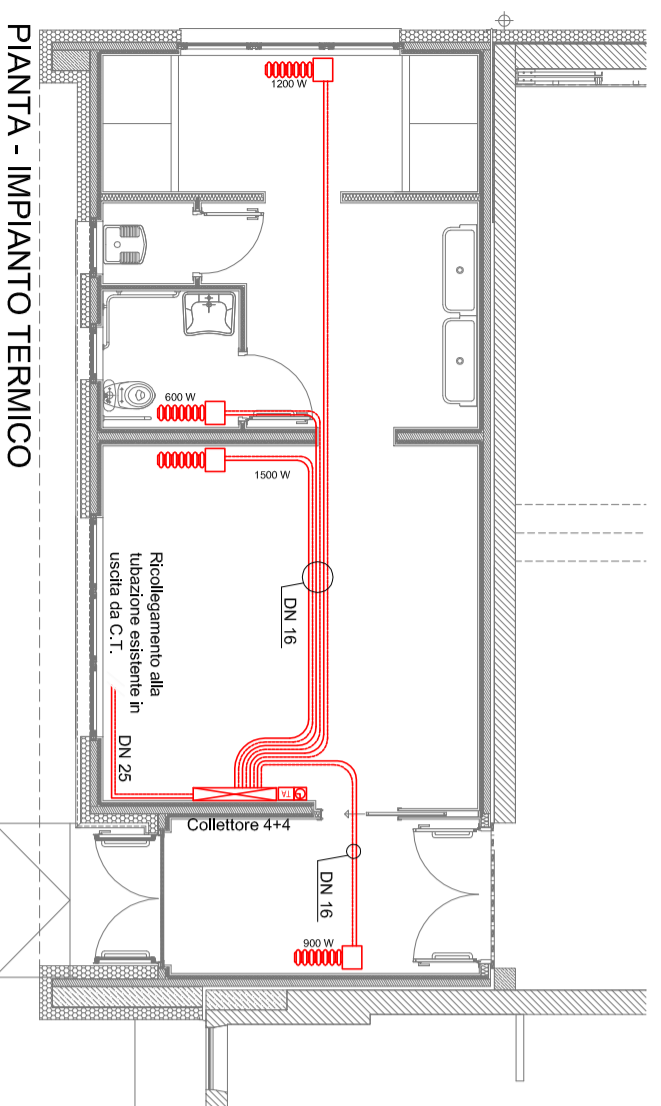 PIANTA - IMPIANTO TERMICO
1200 W
600 W
1500 W
DN 16
Ricollegamento alla
tubazione esistente in
uscita da C.T.
DN 25
TA
Collettore 4+4
DN 16
900 W